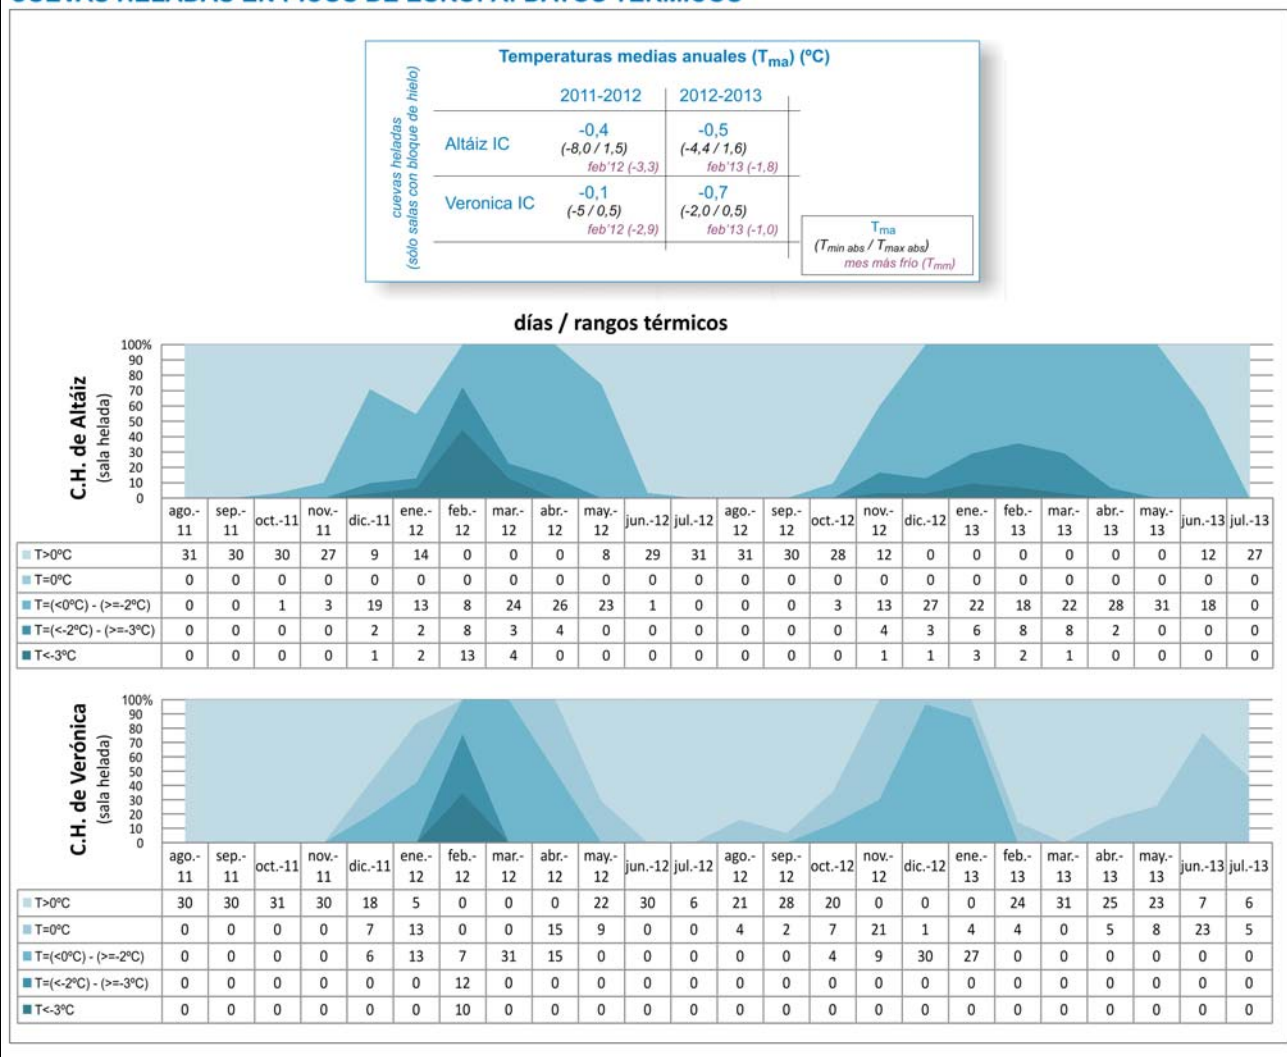 Temperaturas medias anuales (Tma) (ºC)
cuevas heladas
(sólo salas con bloque de hielo)
2011-2012 2012-2013
Altáiz IC -0,4 -0,5
(-8,0 / 1,5) (-4,4 / 1,6)
feb'12 (-3,3) feb'13 (-1,8)
Veronica IC -0,1 -0,7
(-5 / 0,5) (-2,0 / 0,5)
feb'12 (-2,9) feb'13 (-1,0)
Tma
(Tmin abs / Tmax abs)
mes más frío (Tmm)
días / rangos térmicos
C.H. de Altáiz
(sala helada)
100%
90
80
70
60
50
40
30
20
10
0
ago.-11 sep.-11 oct.-11 nov.-11 dic.-11 ene.-12 feb.-12 mar.-12 abr.-12 may.-12 jun.-12 jul.-12 ago.-12 sep.-12 oct.-12 nov.-12 dic.-12 ene.-13 feb.-13 mar.-13 abr.-13 may.-13 jun.-13 jul.-13
T>0ºC 31 30 30 27 9 14 0 0 0 8 29 31 31 30 28 12 0 0 0 0 0 0 12 27
T=0ºC 0 0 0 0 0 0 0 0 0 0 0 0 0 0 0 0 0 0 0 0 0 0 0 0
T=(<0ºC) - (>=-2ºC) 0 0 1 3 19 13 8 24 26 23 1 0 0 0 3 13 27 22 18 22 28 31 18 0
T=(<-2ºC) - (>=-3ºC) 0 0 0 0 2 2 8 3 4 0 0 0 0 0 0 4 3 6 8 8 2 0 0 0
T<-3ºC 0 0 0 0 1 2 13 4 0 0 0 0 0 0 0 1 1 3 2 1 0 0 0 0
C.H. de Verónica
(sala helada)
100%
90
80
70
60
50
40
30
20
10
0
ago.-11 sep.-11 oct.-11 nov.-11 dic.-11 ene.-12 feb.-12 mar.-12 abr.-12 may.-12 jun.-12 jul.-12 ago.-12 sep.-12 oct.-12 nov.-12 dic.-12 ene.-13 feb.-13 mar.-13 abr.-13 may.-13 jun.-13 jul.-13
T>0ºC 30 30 31 30 18 5 0 0 0 22 30 6 21 28 20 0 0 0 24 31 25 23 7 6
T=0ºC 0 0 0 0 7 13 0 0 15 9 0 0 4 2 7 21 1 4 4 0 5 8 23 5
T=(<0ºC) - (>=-2ºC) 0 0 0 0 6 13 7 31 15 0 0 0 0 0 4 9 30 27 0 0 0 0 0 0
T=(<-2ºC) - (>=-3ºC) 0 0 0 0 0 0 12 0 0 0 0 0 0 0 0 0 0 0 0 0 0 0 0 0
T<-3ºC 0 0 0 0 0 0 10 0 0 0 0 0 0 0 0 0 0 0 0 0 0 0 0 0